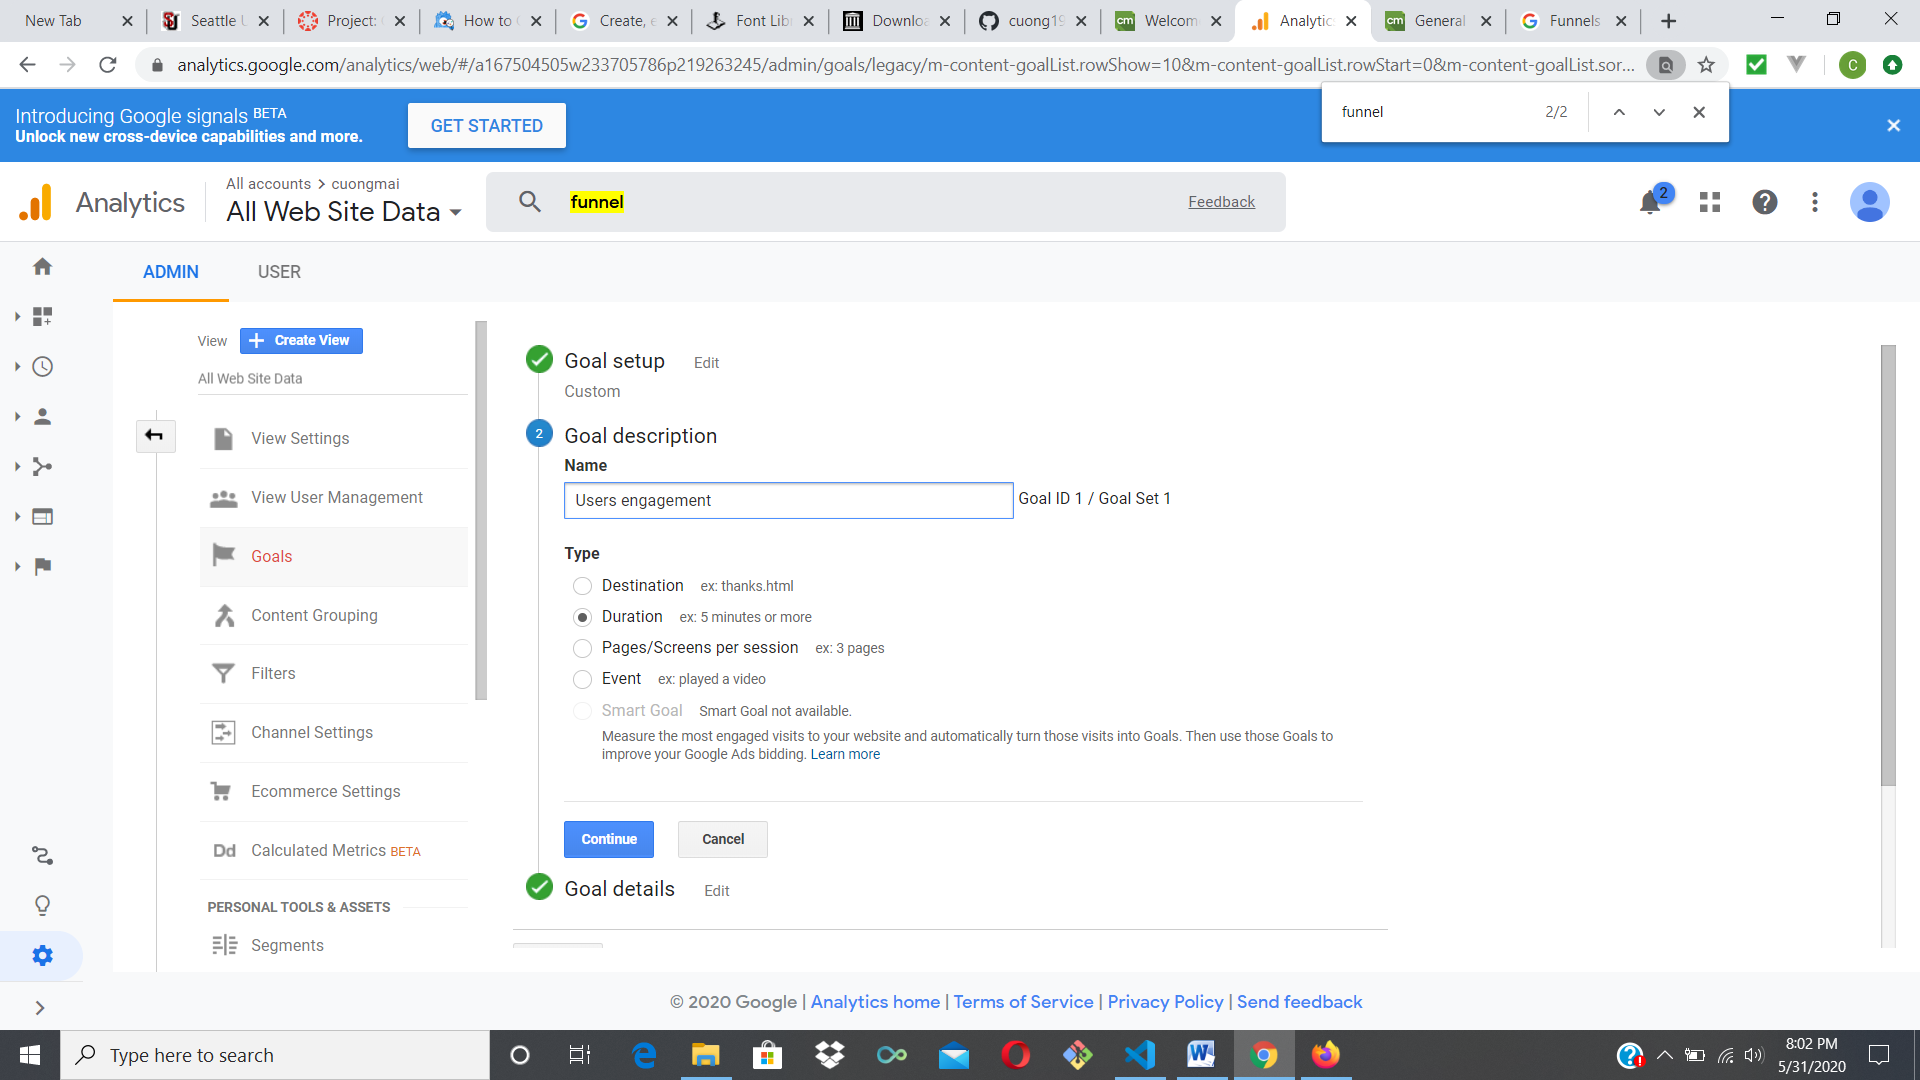 New Tab
Seattle U
Project: 
How to 
Create, e
Font Libr
Downloa
cuong19
Welcom
Analytic
General
Funnels
analytics.google.com/analytics/web/#/a167504505w233705786p219263245/admin/goals/legacy/m-content-goalList.rowShow=10&m-content-goalList.rowStart=0&m-content-goalList.sor...
C
funnel 2/2
Introducing Google signals BETA
Unlock new cross-device capabilities and more.
GET STARTED
Analytics
All accounts > cuongmai
All Web Site Data
funnel
Feedback
2
ADMIN
USER
View
Create View
All Web Site Data
View Settings
View User Management
Goals
Content Grouping
Filters
Channel Settings
Ecommerce Settings
Dd Calculated Metrics BETA
PERSONAL TOOLS & ASSETS
Segments
Goal setup Edit
Custom
2 Goal description
Name
Users engagement Goal ID 1 / Goal Set 1
Type
Destination ex: thanks.html
Duration ex: 5 minutes or more
Pages/Screens per session ex: 3 pages
Event ex: played a video
Smart Goal Smart Goal not available.
Measure the most engaged visits to your website and automatically turn those visits into Goals. Then use those Goals to
improve your Google Ads bidding. Learn more
Continue
Cancel
Goal details Edit
© 2020 Google | Analytics home | Terms of Service | Privacy Policy | Send feedback
Type here to search
8:02 PM
5/31/2020